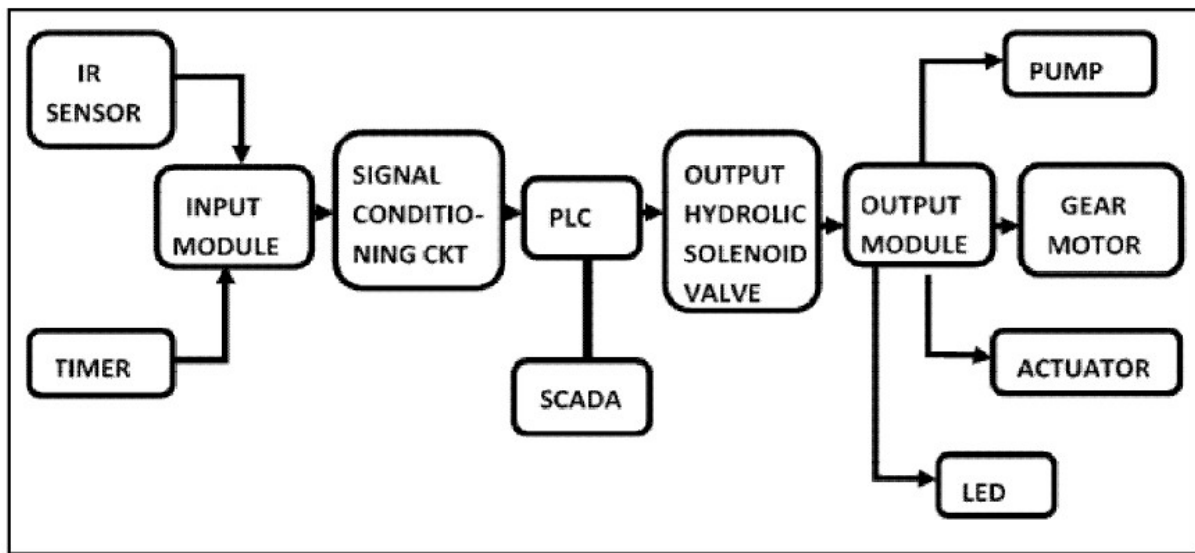 IR
SENSOR
TIMER
INPUT
MODULE
SIGNAL
CONDITIO-
NING CKT
PLC
SCADA
OUTPUT
HYDROLIC
SOLENOID
VALVE
OUTPUT
MODULE
PUMP
GEAR
MOTOR
ACTUATOR
LED